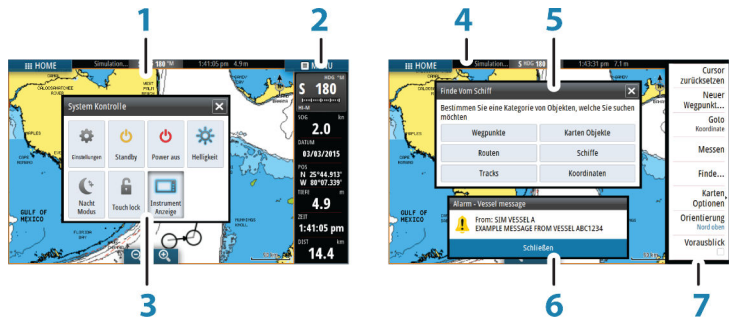 1
2
HOME
Simulation...
180 °M
1:41:05 pm 4.9 m
MENU
System Kontrolle
Einstellungen
Standby
Power aus
Helligkeit
Nacht
Modus
Touch lock
Instrument
Anzeige
GULF OF
MEXICO
HDG °M
S 180
SOG kn
2.0
DATUM
03/03/2015
POS
N 25°44.913'
W 80°07.339'
TIEFE m
4.9
ZEIT
1:41:05 pm
DIST km
14.4
3
4
5
HOME
Simulation...
S HDG 180 °M
1:43:31 pm 7.1 m
Finde Vom Schiff
Bestimmen Sie eine Kategorie von Objekten, welche Sie suchen
möchten
Wegpunkte
Karten Objekte
Routen
Schiffe
Tracks
Koordinaten
Alarm - Vessel message
From: SIM VESSEL A
EXAMPLE MESSAGE FROM VESSEL ABC1234
Schließen
GULF OF
MEXICO
Cursor
zurücksetzen
Neuer
Wegpunkt...
Goto
Koordinate
Messen
Finde...
Karten
Optionen
Orientierung
Nord oben
Vorausblick
6
7